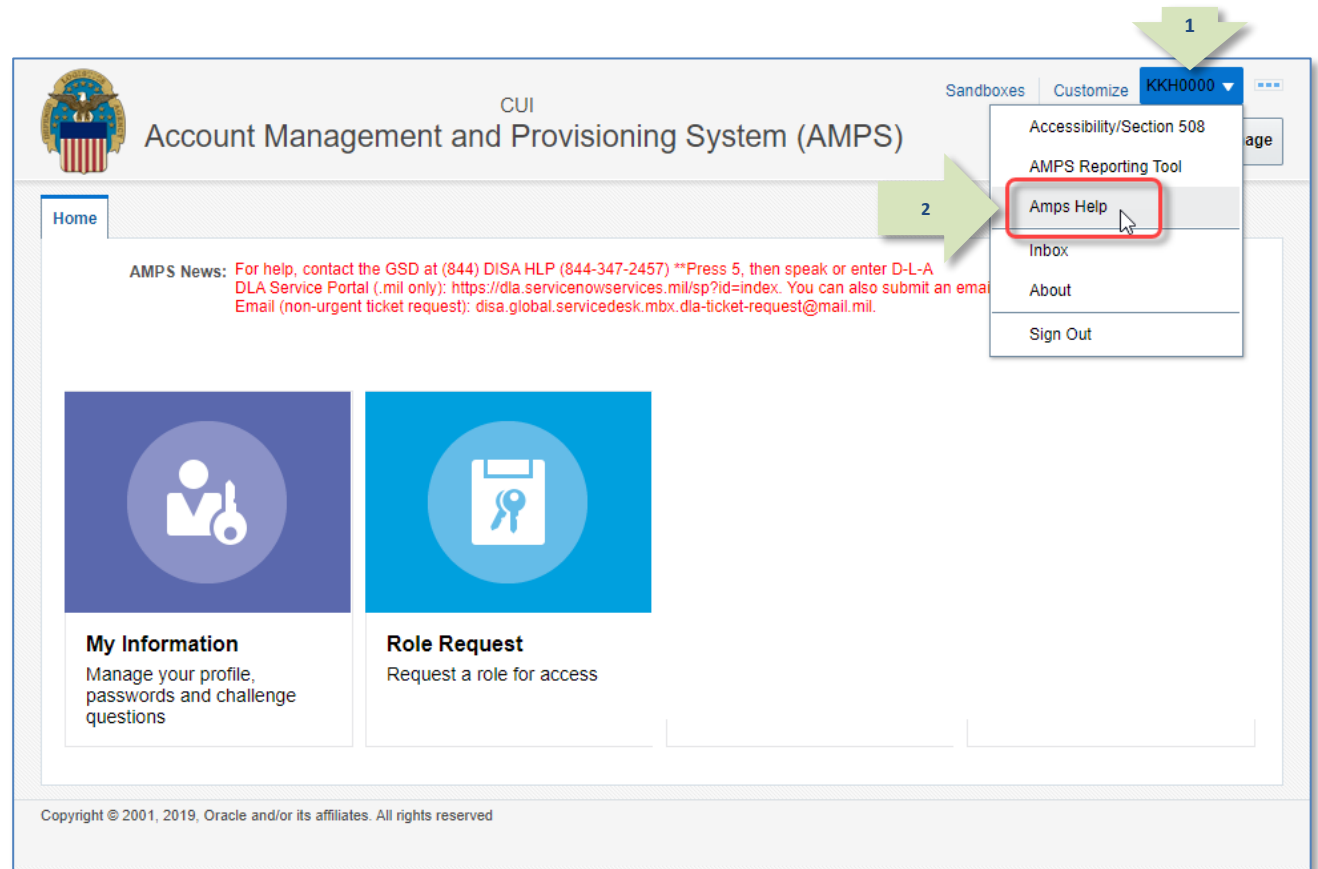 1
CUI
Account Management and Provisioning System (AMPS)
Sandboxes
Customize
KKH0000
age
Accessibility/Section 508
AMPS Reporting Tool
2
Amps Help
Inbox
About
Sign Out
Home
AMPS News: For help, contact the GSD at (844) DISA HLP (844-347-2457) **Press 5, then speak or enter D-L-A
DLA Service Portal (.mil only): https://dla.servicenowservices.mil/sp?id=index. You can also submit an emai
Email (non-urgent ticket request): disa.global.servicedesk.mbx.dla-ticket-request@mail.mil.
My Information
Manage your profile,
passwords and challenge
questions
Role Request
Request a role for access
Copyright © 2001, 2019, Oracle and/or its affiliates. All rights reserved